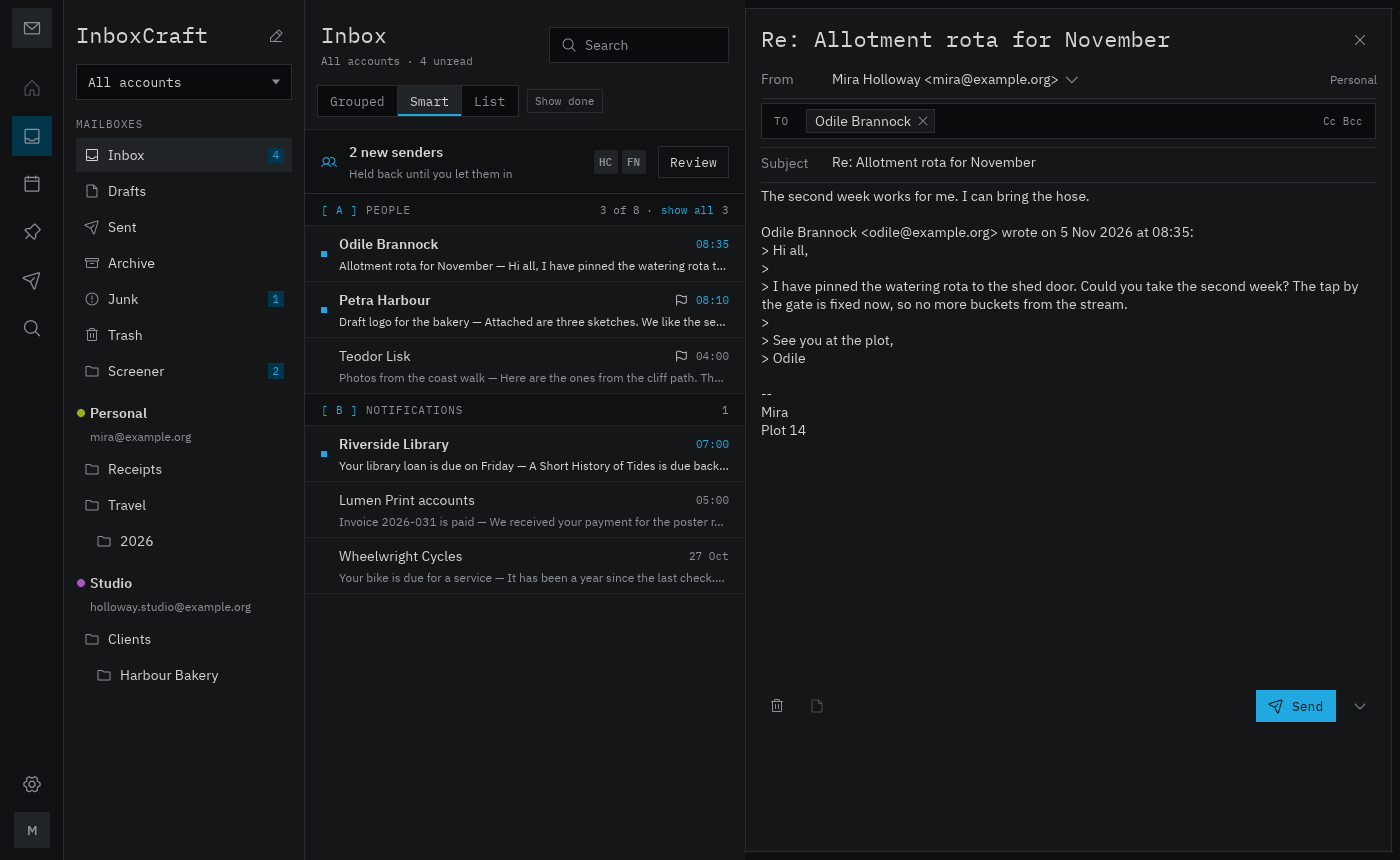 InboxCraft
All accounts
MAILBOXES
Inbox 4
Drafts
Sent
Archive
Junk 1
Trash
Screener 2
Personal
mira@example.org
Receipts
Travel
2026
Studio
holloway.studio@example.org
Clients
Harbour Bakery
M
Inbox
All accounts · 4 unread
Search
Grouped Smart List Show done
2 new senders
Held back until you let them in
HC FN Review
[ A ] PEOPLE 3 of 8 · show all 3
Odile Brannock 08:35
Allotment rota for November — Hi all, I have pinned the watering rota t...
Petra Harbour 08:10
Draft logo for the bakery — Attached are three sketches. We like the se...
Teodor Lisk 04:00
Photos from the coast walk — Here are the ones from the cliff path. Th...
[ B ] NOTIFICATIONS 1
Riverside Library 07:00
Your library loan is due on Friday — A Short History of Tides is due back...
Lumen Print accounts 05:00
Invoice 2026-031 is paid — We received your payment for the poster r...
Wheelwright Cycles 27 Oct
Your bike is due for a service — It has been a year since the last check....
Re: Allotment rota for November
From Mira Holloway <mira@example.org> Personal
TO Odile Brannock Cc Bcc
Subject Re: Allotment rota for November
The second week works for me. I can bring the hose.
Odile Brannock <odile@example.org> wrote on 5 Nov 2026 at 08:35:
> Hi all,
>
> I have pinned the watering rota to the shed door. Could you take the second week? The tap by
the gate is fixed now, so no more buckets from the stream.
>
> See you at the plot,
> Odile
--
Mira
Plot 14
Send